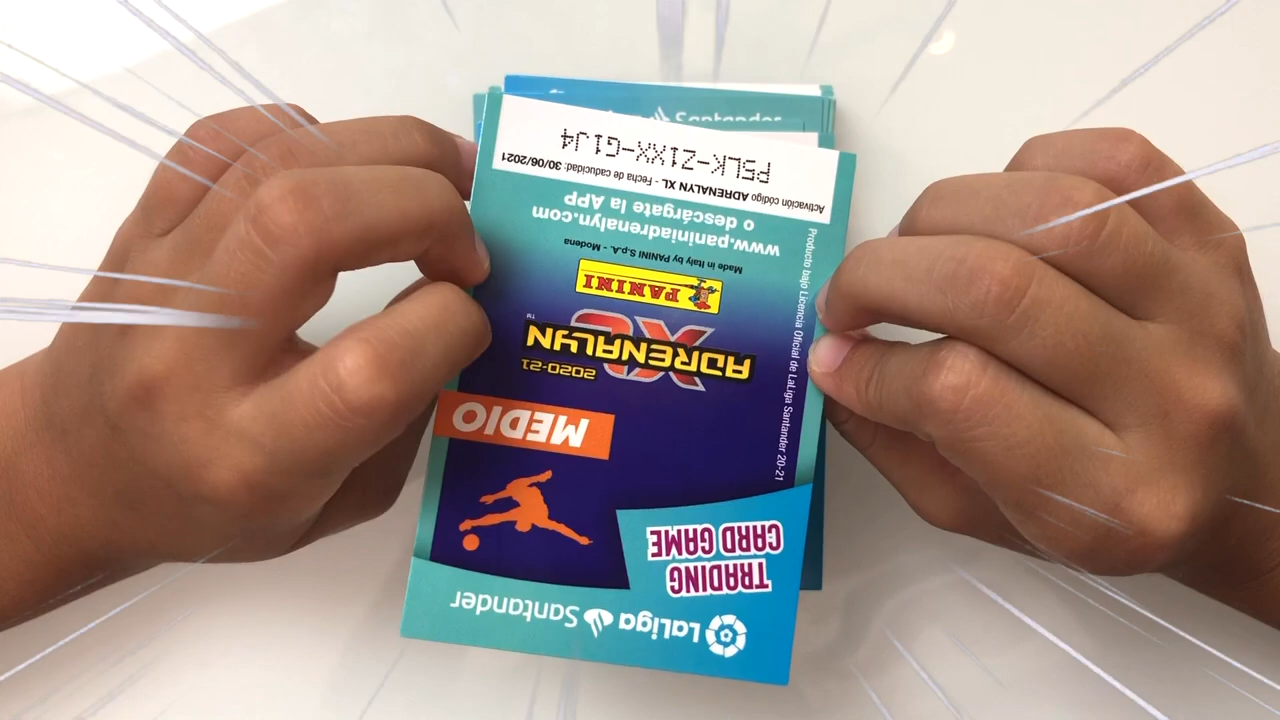 LaLiga Santander
TRADING
CARD GAME
MEDIO
2020-21
ADRENALYN XL™
PANINI
Made in Italy by PANINI S.p.A. - Modena
www.paniniadrenalyn.com
o descárgate la APP
Activación código ADRENALYN XL - Fecha de caducidad: 30/06/2021
P5LK-Z1XX-G1J4
Producto bajo Licencia Oficial de LaLiga Santander 20-21
Santander